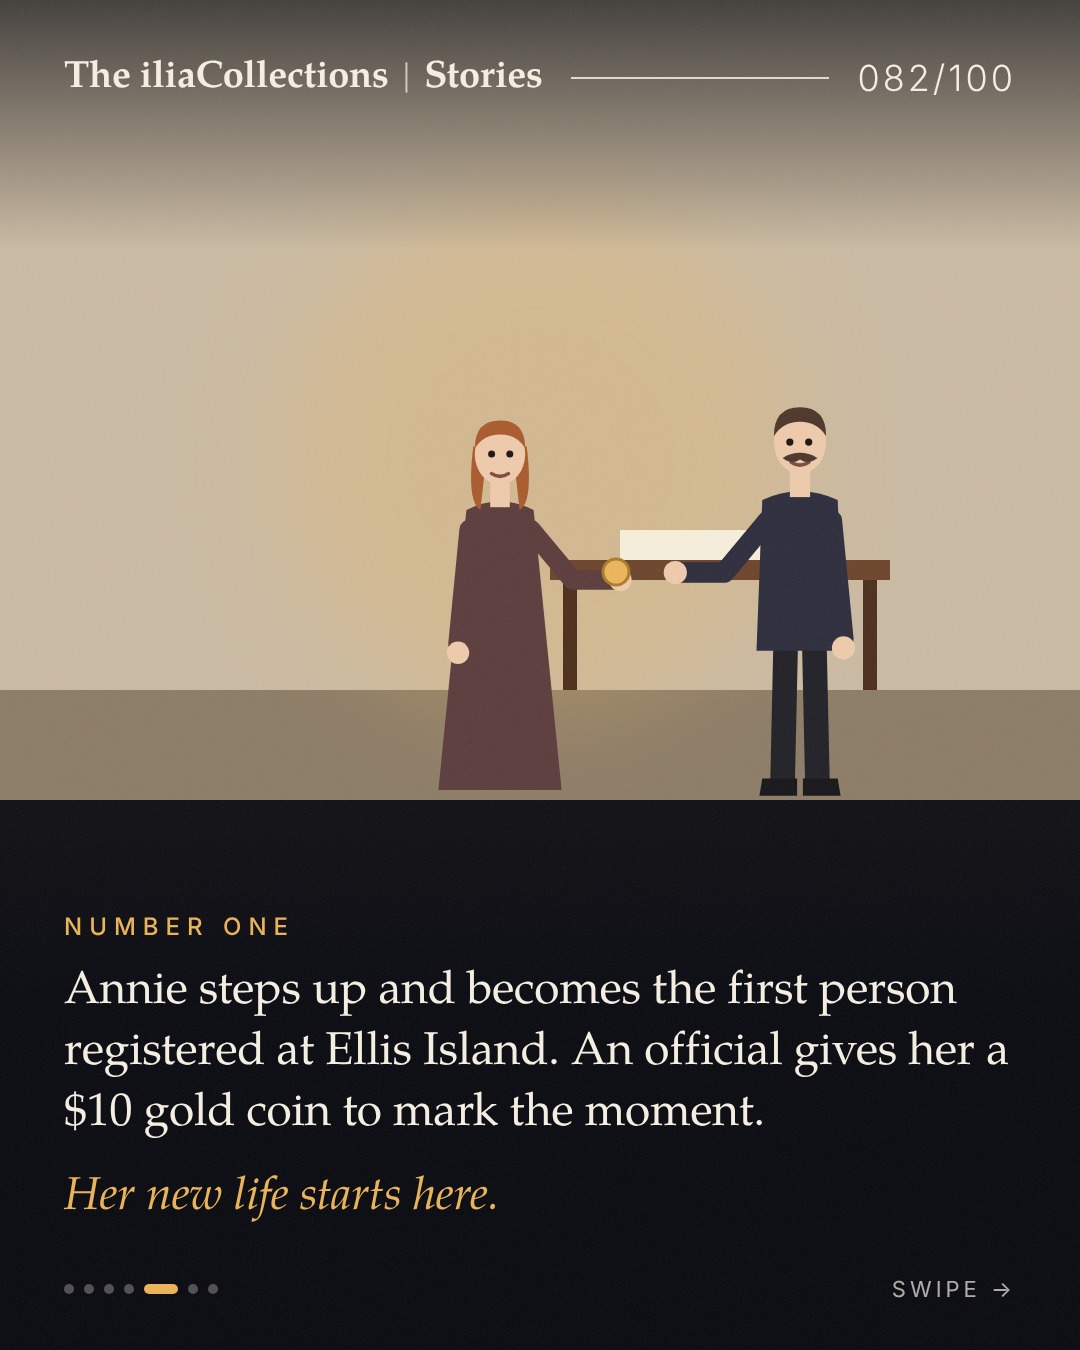 The iliaCollections | Stories 082/100
NUMBER ONE
Annie steps up and becomes the first person
registered at Ellis Island. An official gives her a
$10 gold coin to mark the moment.
Her new life starts here.
SWIPE →